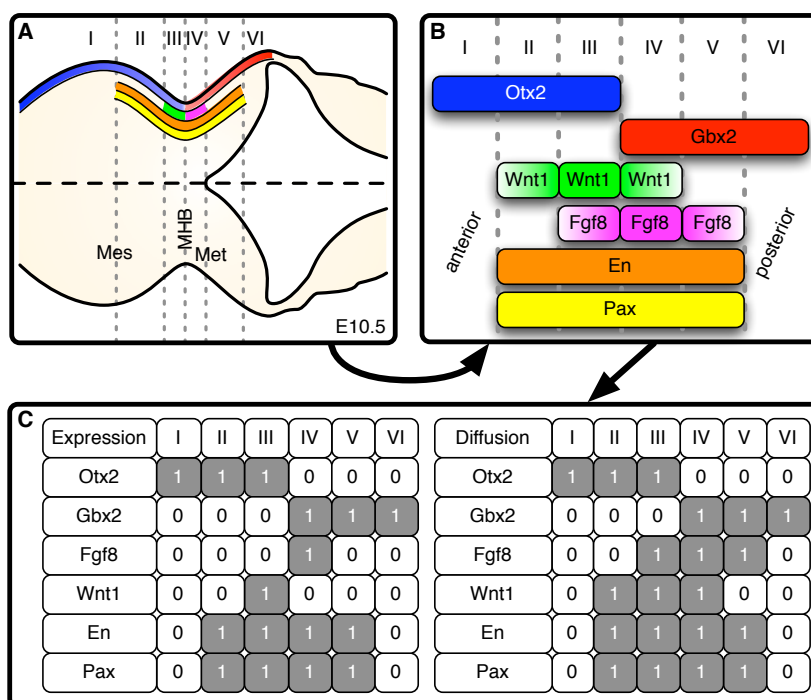 A
I II III IV V VI
Mes
MHB
Met
E10.5
B
I II III IV V VI
Otx2
Gbx2
Wnt1 Wnt1 Wnt1
Fgf8 Fgf8 Fgf8
anterior
posterior
En
Pax
C
Expression I II III IV V VI
Otx2 1 1 1 0 0 0
Gbx2 0 0 0 1 1 1
Fgf8 0 0 0 1 0 0
Wnt1 0 0 1 0 0 0
En 0 1 1 1 1 0
Pax 0 1 1 1 1 0
Diffusion I II III IV V VI
Otx2 1 1 1 0 0 0
Gbx2 0 0 0 1 1 1
Fgf8 0 0 1 1 1 0
Wnt1 0 1 1 1 0 0
En 0 1 1 1 1 0
Pax 0 1 1 1 1 0